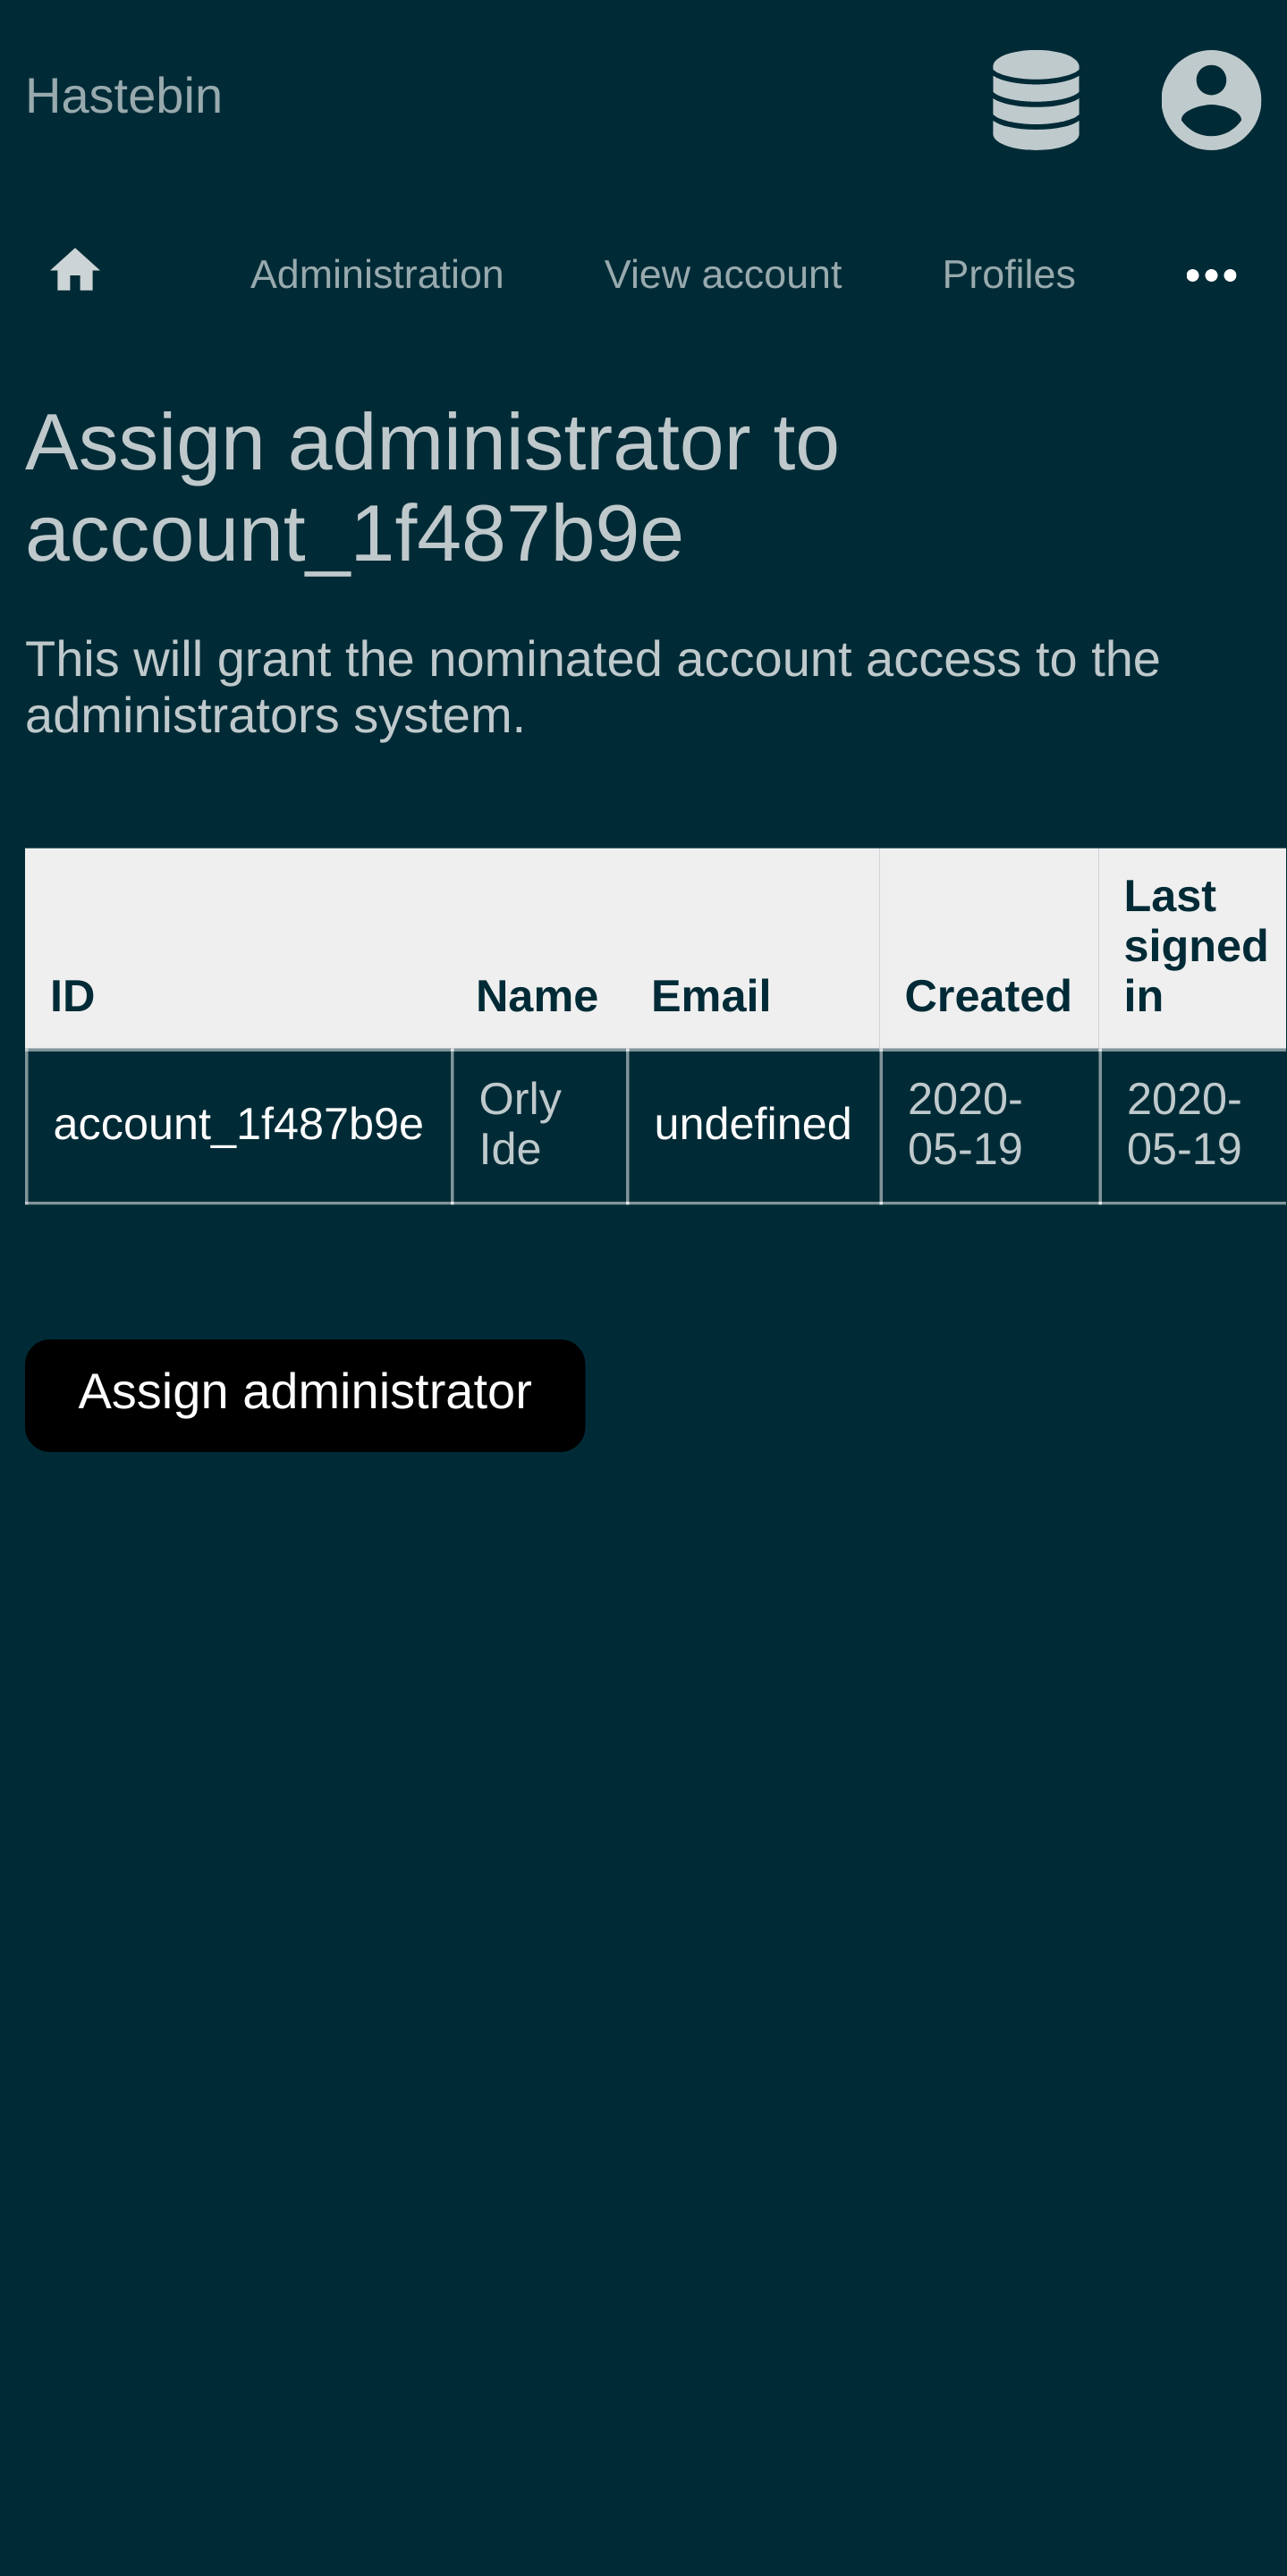 Hastebin
Administration View account Profiles
Assign administrator to
account_1f487b9e
This will grant the nominated account access to the
administrators system.
ID Name Email Created Last signed in
account_1f487b9e Orly Ide undefined 2020-05-19 2020-05-19
Assign administrator